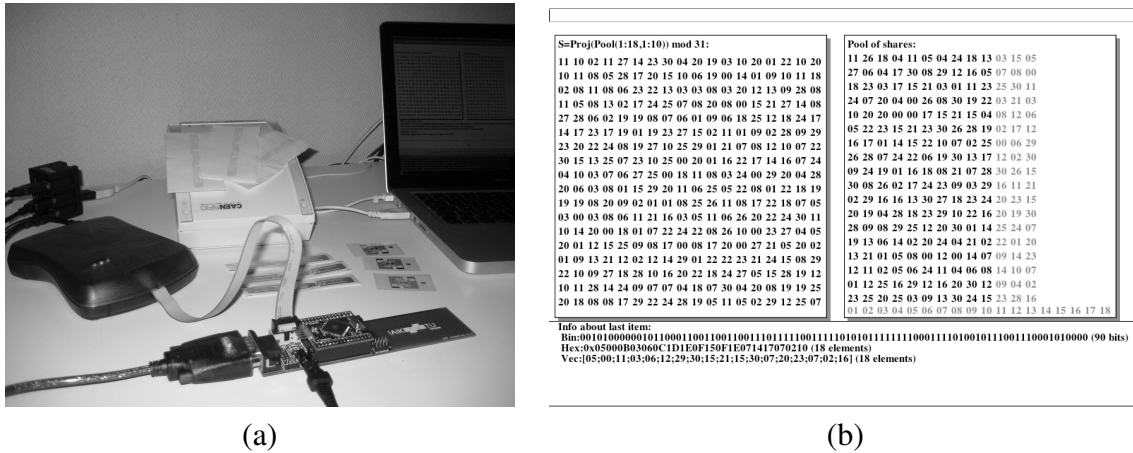 CAEN RFID
IAIK
TU
(a)
S=Proj(Pool(1:18,1:10)) mod 31:
11 10 02 11 27 14 23 30 04 20 19 03 10 20 01 22 10 20
10 11 08 05 28 17 20 15 10 06 19 00 14 01 09 10 11 18
02 08 11 08 06 23 22 13 03 03 08 03 20 12 13 09 28 08
11 05 08 13 02 17 24 25 07 08 20 08 00 15 21 27 14 08
27 28 06 02 19 19 08 07 06 01 09 06 18 25 12 18 24 17
14 17 23 17 19 01 19 23 27 15 02 11 01 09 02 28 09 29
23 20 22 24 08 19 27 10 25 29 01 21 07 08 12 10 07 22
30 15 13 25 07 23 10 25 00 20 01 16 22 17 14 16 07 24
04 10 03 07 06 27 25 00 18 11 08 03 24 00 29 20 04 28
20 06 03 08 01 15 29 20 11 06 25 05 22 08 01 22 18 19
19 19 08 20 09 02 01 01 08 25 26 11 08 17 22 18 07 05
03 00 03 08 06 11 21 16 03 05 11 06 26 20 22 24 30 11
10 14 20 00 18 01 07 22 24 22 08 26 10 00 23 27 04 05
20 01 12 15 25 09 08 17 00 08 17 20 00 27 21 05 20 02
01 09 13 21 12 02 12 14 29 01 22 22 23 21 24 15 08 29
22 10 09 27 18 28 10 16 20 22 18 24 27 05 15 28 19 12
10 11 28 14 24 09 07 07 04 18 07 30 04 20 08 19 19 25
20 18 08 08 17 29 22 24 28 19 05 11 05 02 29 12 25 07
Pool of shares:
11 26 18 04 11 05 04 24 18 13 03 15 05
27 06 04 17 30 08 29 12 16 05 07 08 00
18 23 03 17 15 21 03 01 11 23 25 30 11
24 07 20 04 00 26 08 30 19 22 03 21 03
10 20 20 00 00 17 15 21 15 04 08 12 06
05 22 23 15 21 23 30 26 28 19 02 17 12
16 17 01 14 15 22 10 07 02 25 00 06 29
26 28 07 24 22 06 19 30 13 17 12 02 30
09 24 19 01 16 18 08 21 07 28 30 26 15
30 08 26 02 17 24 23 09 03 29 16 11 21
02 29 16 16 13 30 27 18 23 24 20 23 15
20 19 04 28 18 23 29 10 22 16 20 19 30
28 09 04 08 25 12 20 30 01 14 25 24 07
19 13 06 14 02 20 24 04 21 02 22 01 20
13 21 01 05 08 00 12 00 14 07 09 14 23
12 11 02 05 06 24 11 04 06 08 14 10 07
01 12 25 16 29 12 16 20 30 12 09 04 02
23 25 20 25 03 09 13 30 24 15 23 28 16
01 02 03 04 05 06 07 08 09 10 11 12 13 14 15 16 17 18
Info about last item:
Hex:0x05000B03060C1D1E0F150F1E071417070210 (18 elements)
Vec:[05;00;11;03;06;12;29;30;15;21;15;30;07;20;23;07;02;16] (18 elements)
(b)